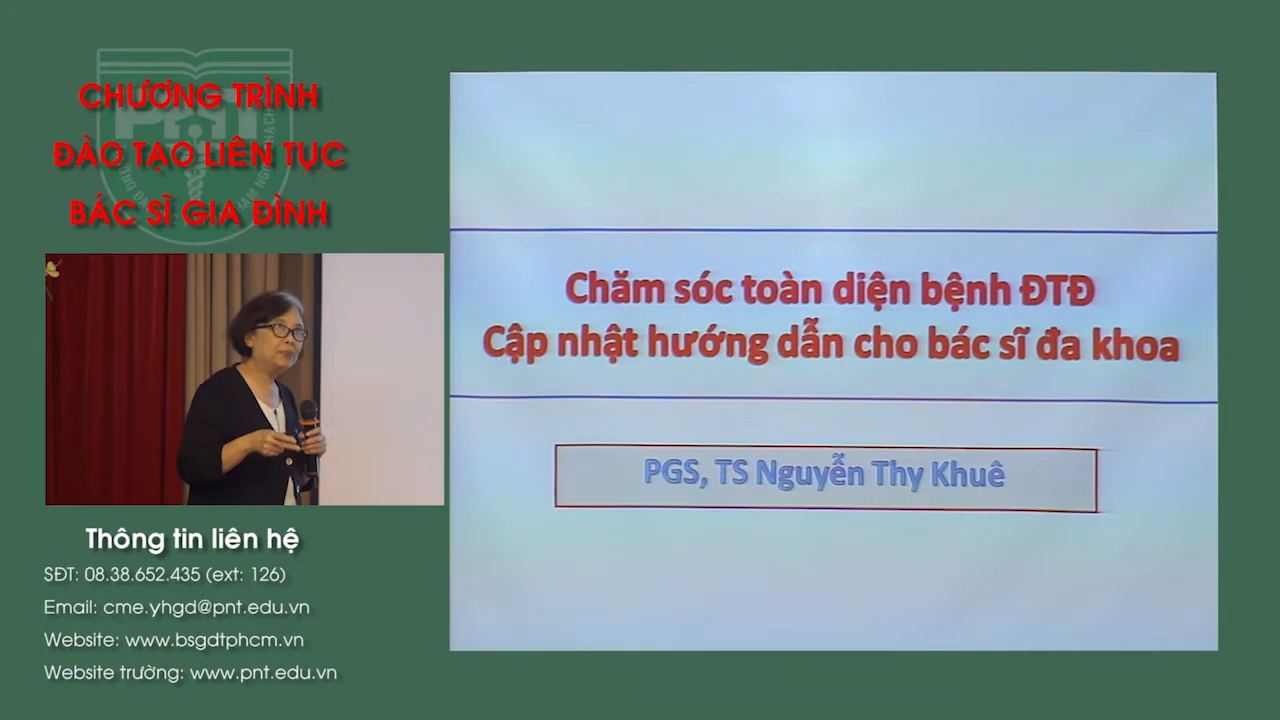 CHƯƠNG TRÌNH
ĐÀO TẠO LIÊN TỤC
BÁC SĨ GIA ĐÌNH
Thông tin liên hệ
SĐT: 08.38.652.435 (ext: 126)
Email: cme.yhgd@pnt.edu.vn
Website: www.bsgdtphcm.vn
Website trường: www.pnt.edu.vn
Chăm sóc toàn diện bệnh ĐTĐ
Cập nhật hướng dẫn cho bác sĩ đa khoa
PGS, TS Nguyễn Thy Khuê